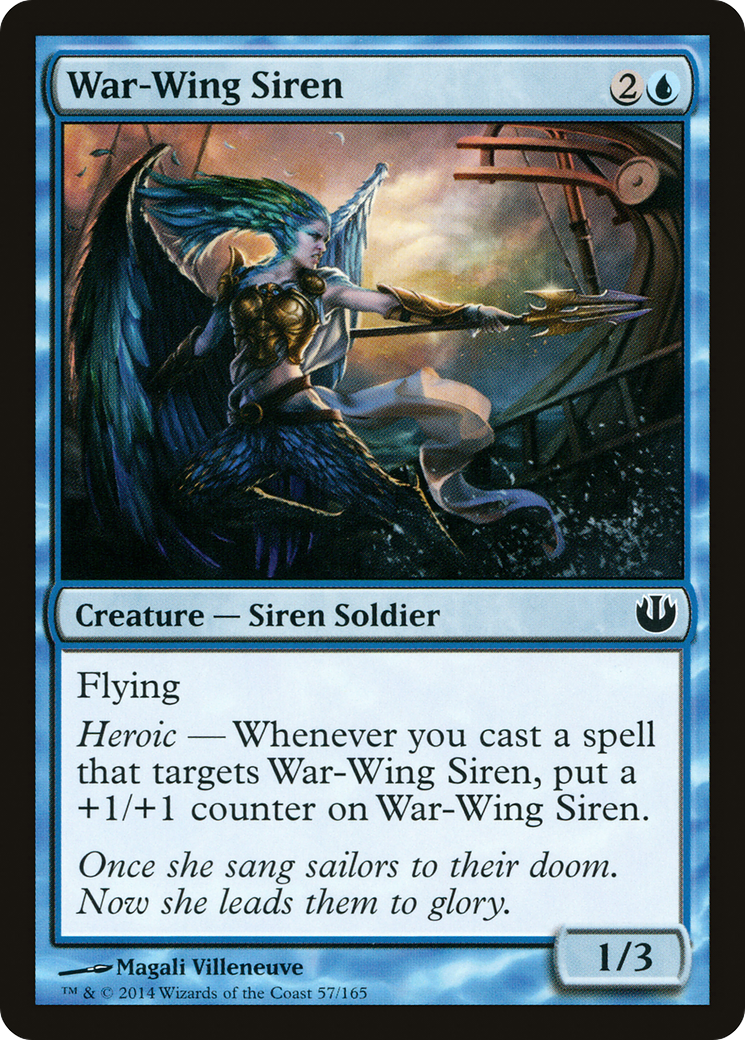 War-Wing Siren 2
Creature — Siren Soldier
Flying
Heroic — Whenever you cast a spell
that targets War-Wing Siren, put a
+1/+1 counter on War-Wing Siren.
Once she sang sailors to their doom.
Now she leads them to glory.
1/3
Magali Villeneuve
™ & © 2014 Wizards of the Coast 57/165